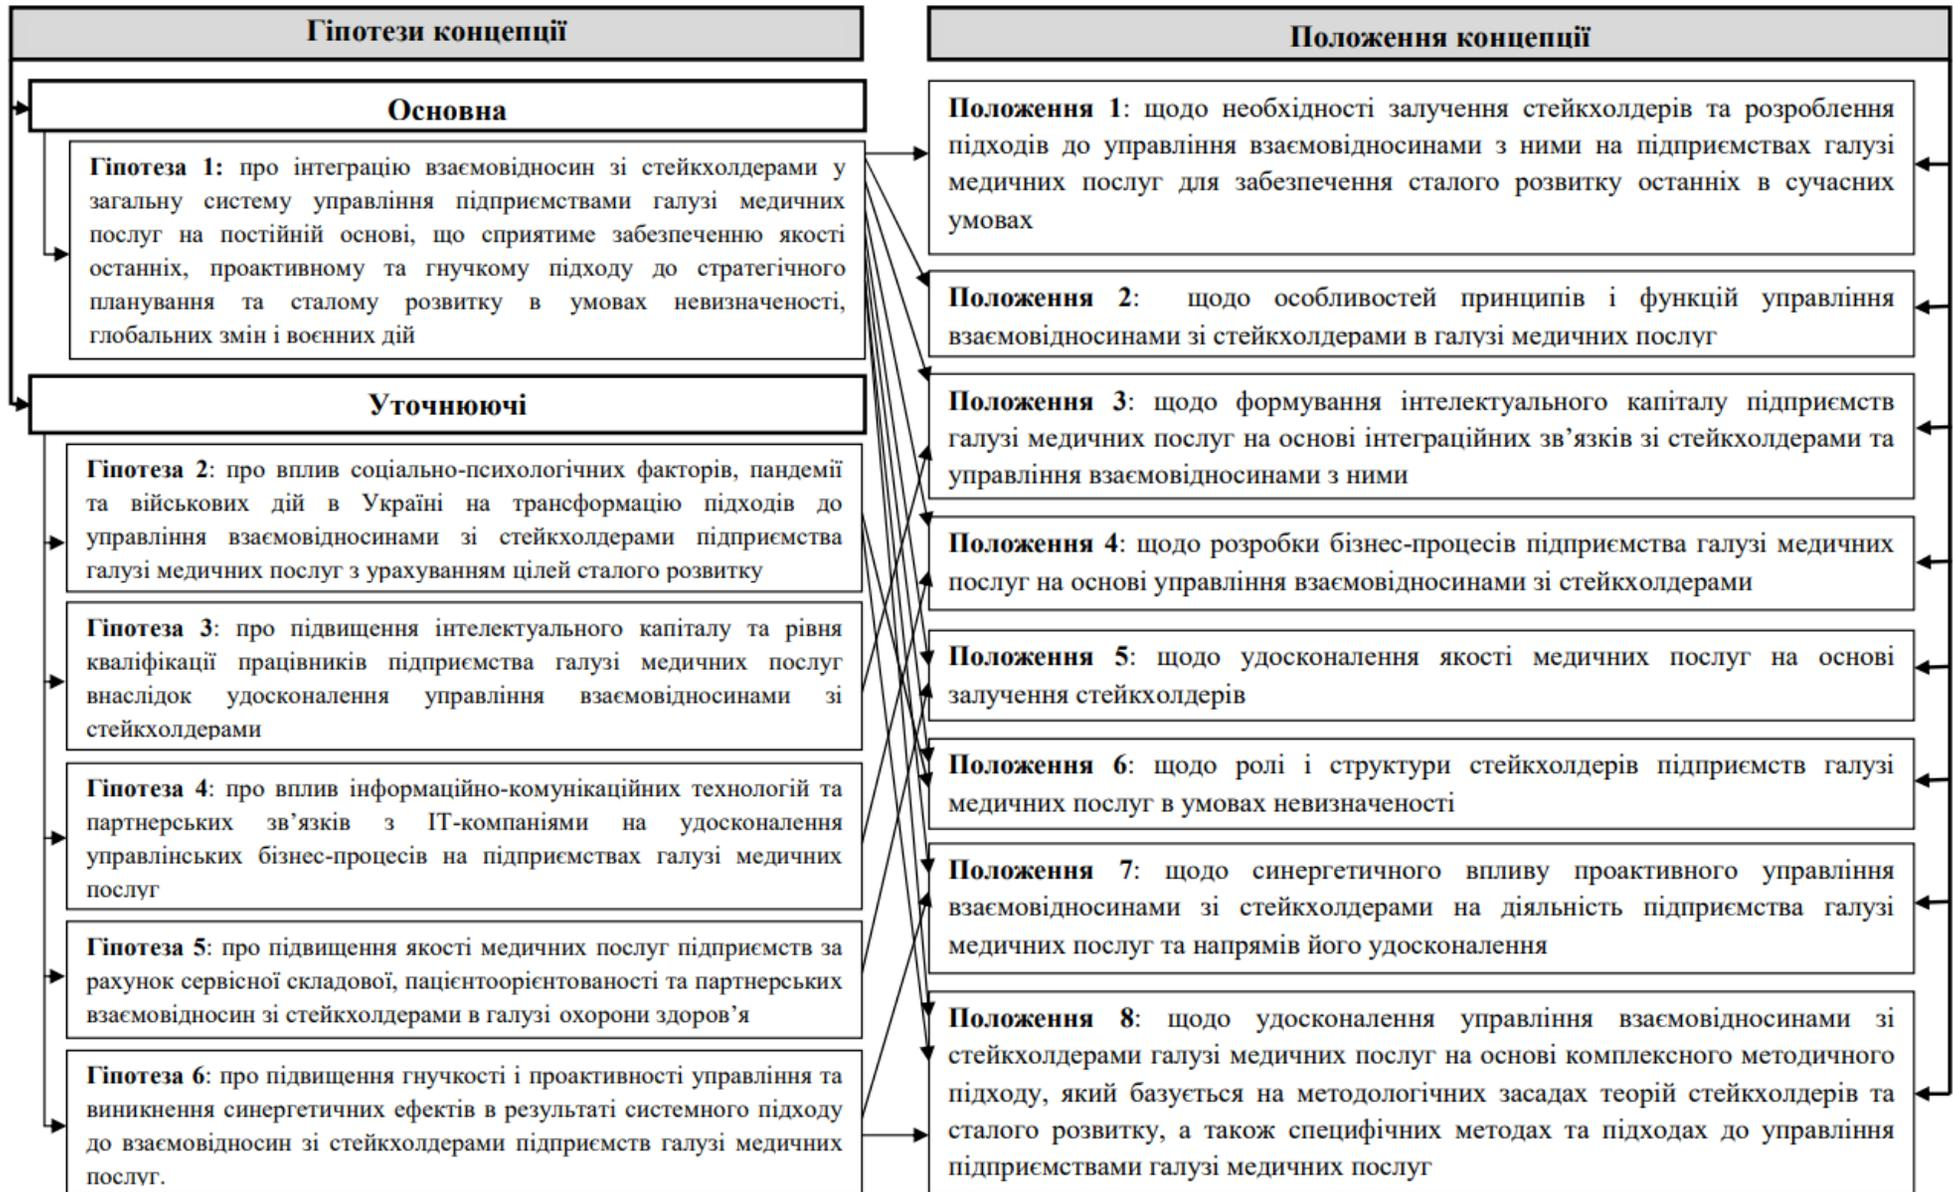 Гіпотези концепції
Основна
Гіпотеза 1: про інтеграцію взаємовідносин зі стейкхолдерами у
загальну систему управління підприємствами галузі медичних
послуг на постійній основі, що сприятиме забезпеченню якості
останніх, проактивному та гнучкому підходу до стратегічного
планування та сталому розвитку в умовах невизначеності,
глобальних змін і воєнних дій
Уточнюючі
Гіпотеза 2: про вплив соціально-психологічних факторів, пандемії
та військових дій в Україні на трансформацію підходів до
управління взаємовідносинами зі стейкхолдерами підприємства
галузі медичних послуг з урахуванням цілей сталого розвитку
Гіпотеза 3: про підвищення інтелектуального капіталу та рівня
кваліфікації працівників підприємства галузі медичних послуг
внаслідок удосконалення управління взаємовідносинами зі
стейкхолдерами
Гіпотеза 4: про вплив інформаційно-комунікаційних технологій та
партнерських зв’язків з ІТ-компаніями на удосконалення
управлінських бізнес-процесів на підприємствах галузі медичних
послуг
Гіпотеза 5: про підвищення якості медичних послуг підприємств за
рахунок сервісної складової, пацієнтоорієнтованості та партнерських
взаємовідносин зі стейкхолдерами в галузі охорони здоров’я
Гіпотеза 6: про підвищення гнучкості і проактивності управління та
виникнення синергетичних ефектів в результаті системного підходу
до взаємовідносин зі стейкхолдерами підприємств галузі медичних
послуг.
Положення концепції
Положення 1: щодо необхідності залучення стейкхолдерів та розроблення
підходів до управління взаємовідносинами з ними на підприємствах галузі
медичних послуг для забезпечення сталого розвитку останніх в сучасних
умовах
Положення 2: щодо особливостей принципів і функцій управління
взаємовідносинами зі стейкхолдерами в галузі медичних послуг
Положення 3: щодо формування інтелектуального капіталу підприємств
галузі медичних послуг на основі інтеграційних зв’язків зі стейкхолдерами та
управління взаємовідносинами з ними
Положення 4: щодо розробки бізнес-процесів підприємства галузі медичних
послуг на основі управління взаємовідносинами зі стейкхолдерами
Положення 5: щодо удосконалення якості медичних послуг на основі
залучення стейкхолдерів
Положення 6: щодо ролі і структури стейкхолдерів підприємств галузі
медичних послуг в умовах невизначеності
Положення 7: щодо синергетичного впливу проактивного управління
взаємовідносинами зі стейкхолдерами на діяльність підприємства галузі
медичних послуг та напрямів його удосконалення
Положення 8: щодо удосконалення управління взаємовідносинами зі
стейкхолдерами галузі медичних послуг на основі комплексного методичного
підходу, який базується на методологічних засадах теорій стейкхолдерів та
сталого розвитку, а також специфічних методах та підходах до управління
підприємствами галузі медичних послуг